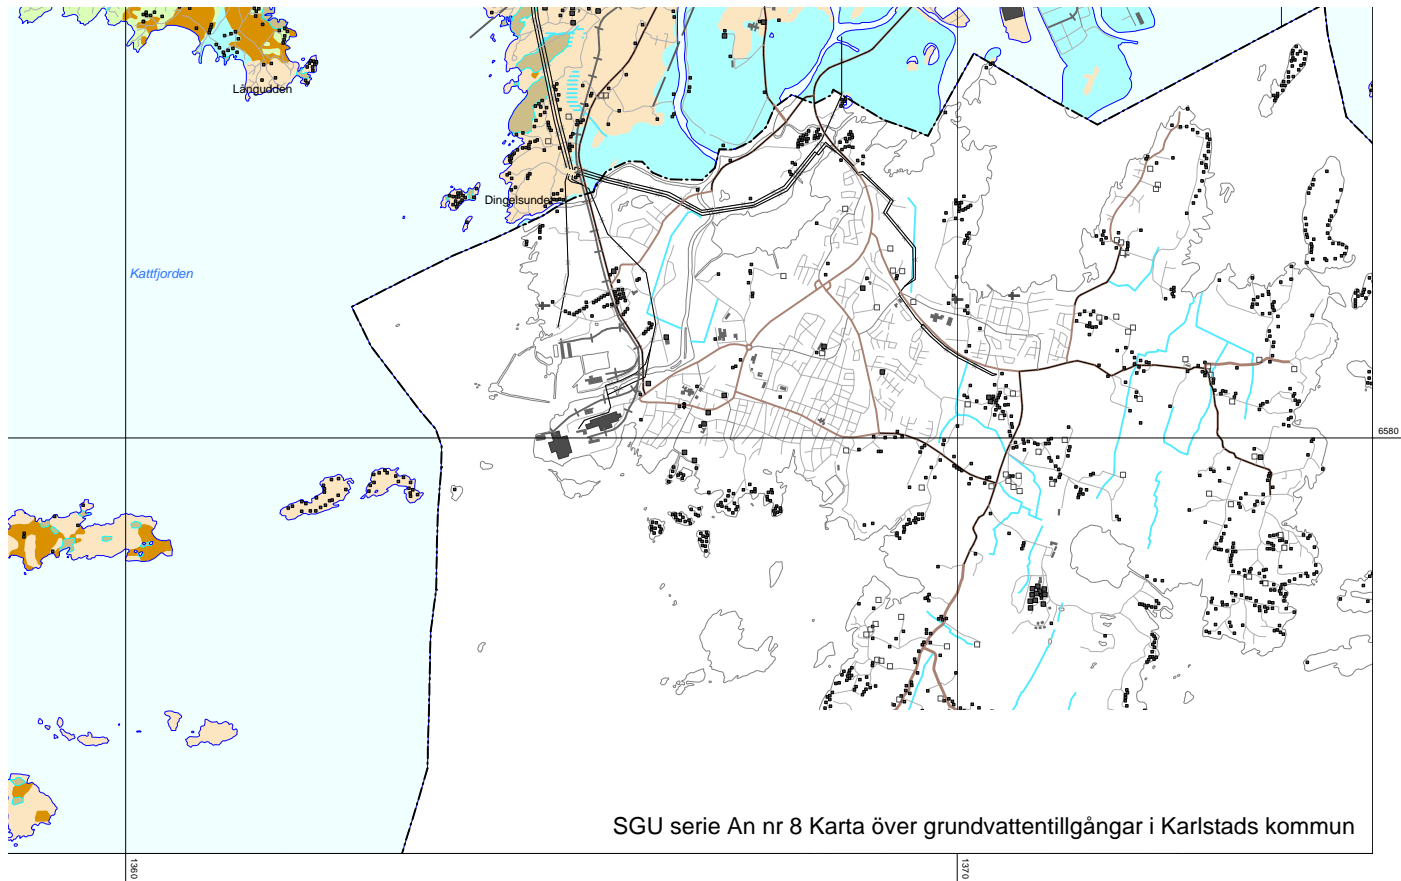 Långudden
Dingelsundet
Kattfjorden
6580
SGU serie An nr 8 Karta över grundvattentillgångar i Karlstads kommun
1360
1370